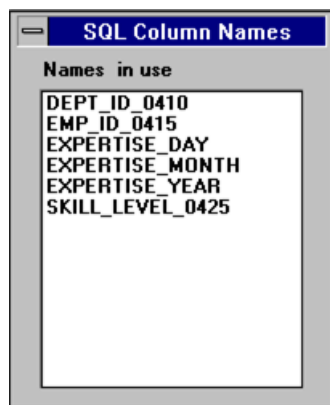 SQL Column Names
Names in use
DEPT_ID_0410
EMP_ID_0415
EXPERTISE_DAY
EXPERTISE_MONTH
EXPERTISE_YEAR
SKILL_LEVEL_0425